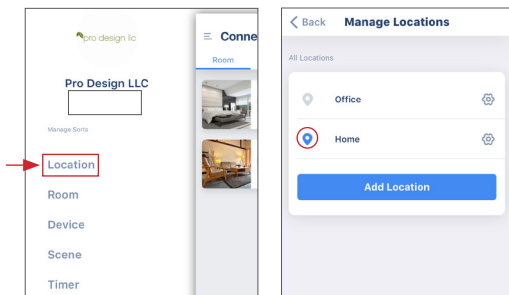 pro design llc
Pro Design LLC
Manage Sorts
Location
Room
Device
Scene
Timer
Conne
Room
Back
Manage Locations
All Locations
Office
Home
Add Location